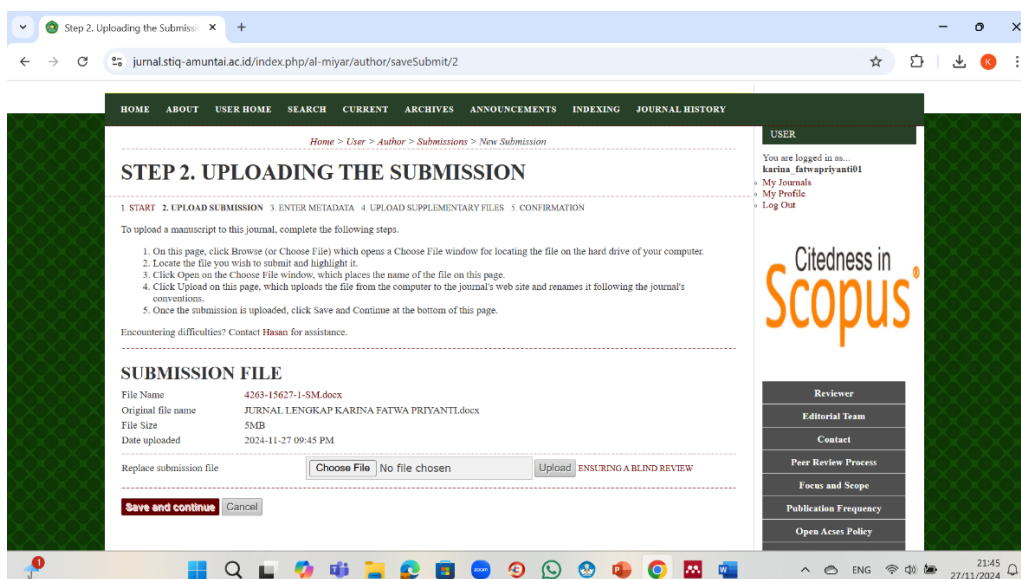 Step 2. Uploading the Submissi
jurnal.stiq-amuntai.ac.id/index.php/al-miyar/author/saveSubmit/2
K
HOME ABOUT USER HOME SEARCH CURRENT ARCHIVES ANNOUNCEMENTS INDEXING JOURNAL HISTORY
Home > User > Author > Submissions > New Submission
STEP 2. UPLOADING THE SUBMISSION
1. START 2. UPLOAD SUBMISSION 3. ENTER METADATA 4. UPLOAD SUPPLEMENTARY FILES 5. CONFIRMATION
To upload a manuscript to this journal, complete the following steps.
1. On this page, click Browse (or Choose File) which opens a Choose File window for locating the file on the hard drive of your computer.
2. Locate the file you wish to submit and highlight it.
3. Click Open on the Choose File window, which places the name of the file on this page.
4. Click Upload on this page, which uploads the file from the computer to the journal's web site and renames it following the journal's
conventions.
5. Once the submission is uploaded, click Save and Continue at the bottom of this page.
Encountering difficulties? Contact Hasan for assistance.
SUBMISSION FILE
File Name 4263-15627-1-SM.docx
Original file name JURNAL LENGKAP KARINA FATWA PRIYANTI.docx
File Size 5MB
Date uploaded 2024-11-27 09:45 PM
Replace submission file Choose File No file chosen Upload ENSURING A BLIND REVIEW
Save and continue Cancel
USER
You are logged in as...
karina_fatwapriyanti01
My Journals
My Profile
Log Out
Citedness in
Scopus
Reviewer
Editorial Team
Contact
Peer Review Process
Focus and Scope
Publication Frequency
Open Acses Policy
1
zoom
ENG
21:45
27/11/2024